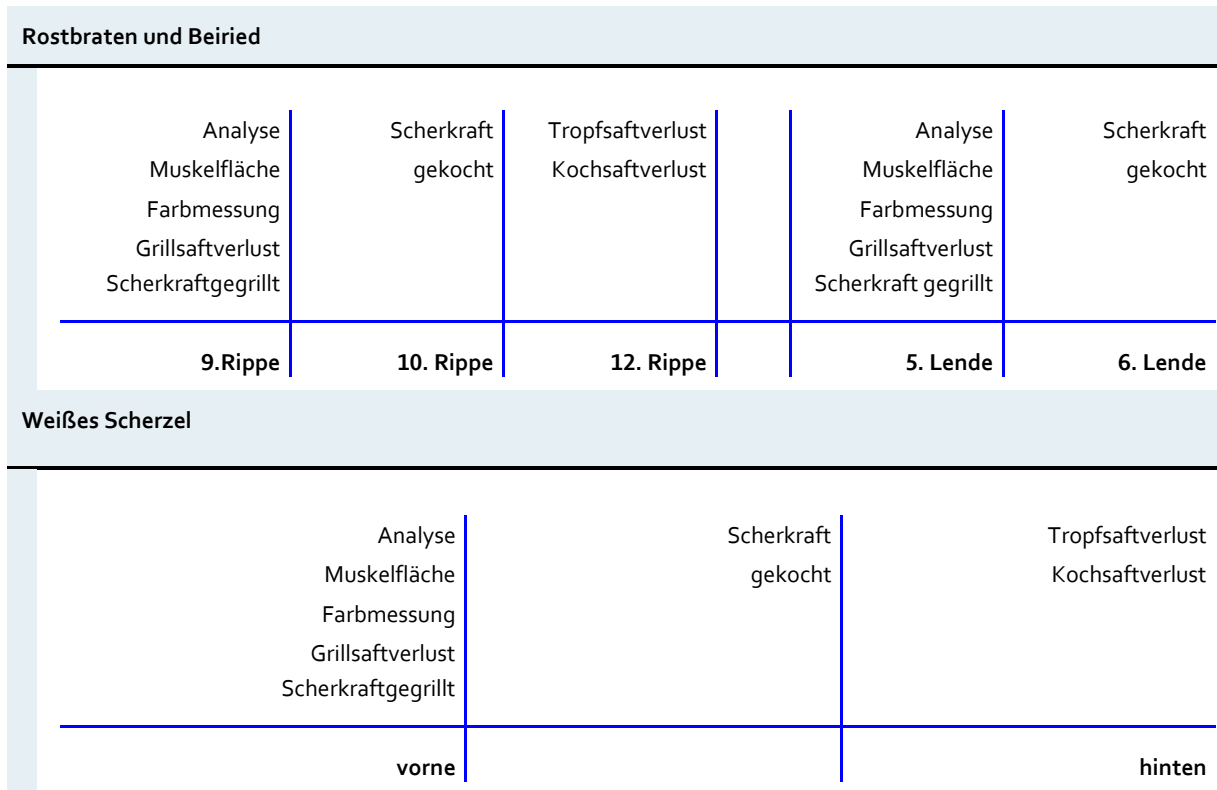 Rostbraten und Beiried
Analyse Scherkraft Tropfsaftverlust Analyse Scherkraft
Muskelfläche gekocht Kochsaftverlust Muskelfläche gekocht
Farbmessung Farbmessung
Grillsaftverlust Grillsaftverlust
Scherkraftgegrillt Scherkraft gegrillt
9.Rippe 10. Rippe 12. Rippe 5. Lende 6. Lende
Weißes Scherzel
Analyse Scherkraft Tropfsaftverlust
Muskelfläche gekocht Kochsaftverlust
Farbmessung
Grillsaftverlust
Scherkraftgegrillt
vorne hinten